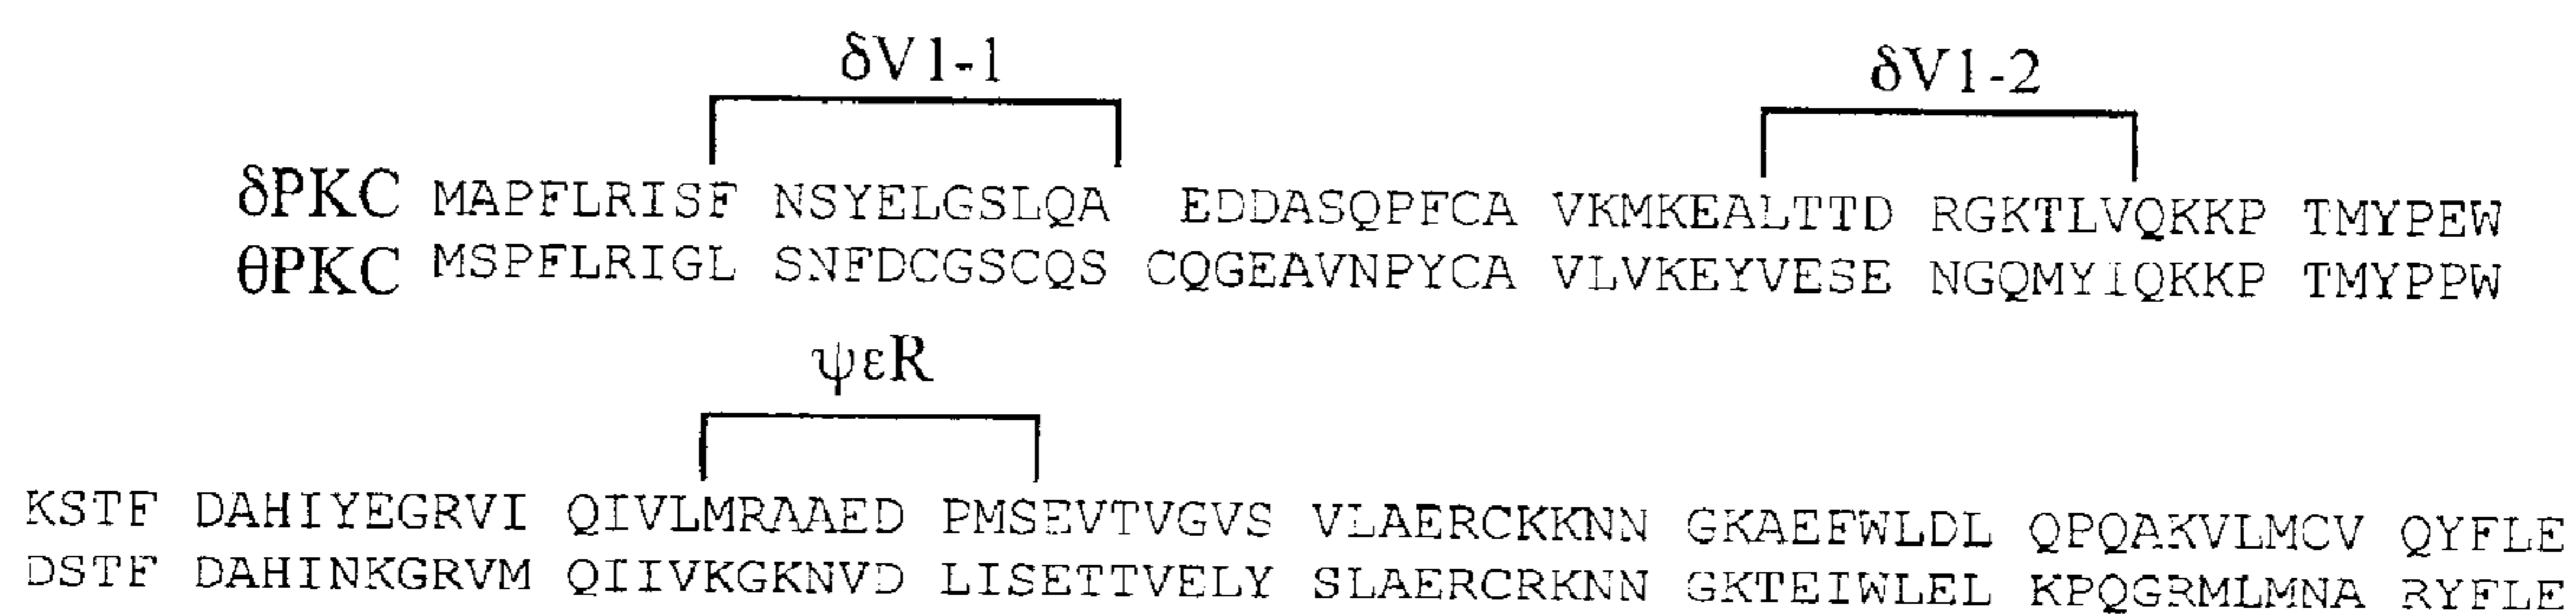 δV1-1 δV1-2
δPKC MAPFLRISF NSYELGSLQA EDDASQPFCA VKMKEALTTD RGKTLVQKKP TMYPEW
θPKC MSPFLRIGL SNFDCGSCQS CQGEAVNPYCA VLVKEYVESE NGQMYIQKKP TMYPPW
ψεR
KSTF DAHIYEGRVI QIVLMRAAED PMSEVTVGVS VLAERCKKNN GKAEFWLDL QPQAKVLMCV QYFLE
DSTF DAHINKGRVM QIIVKGKNVD LISETTVELY SLAERCRKNN GKTEIWLEL KPQGRMLMNA RYFLE